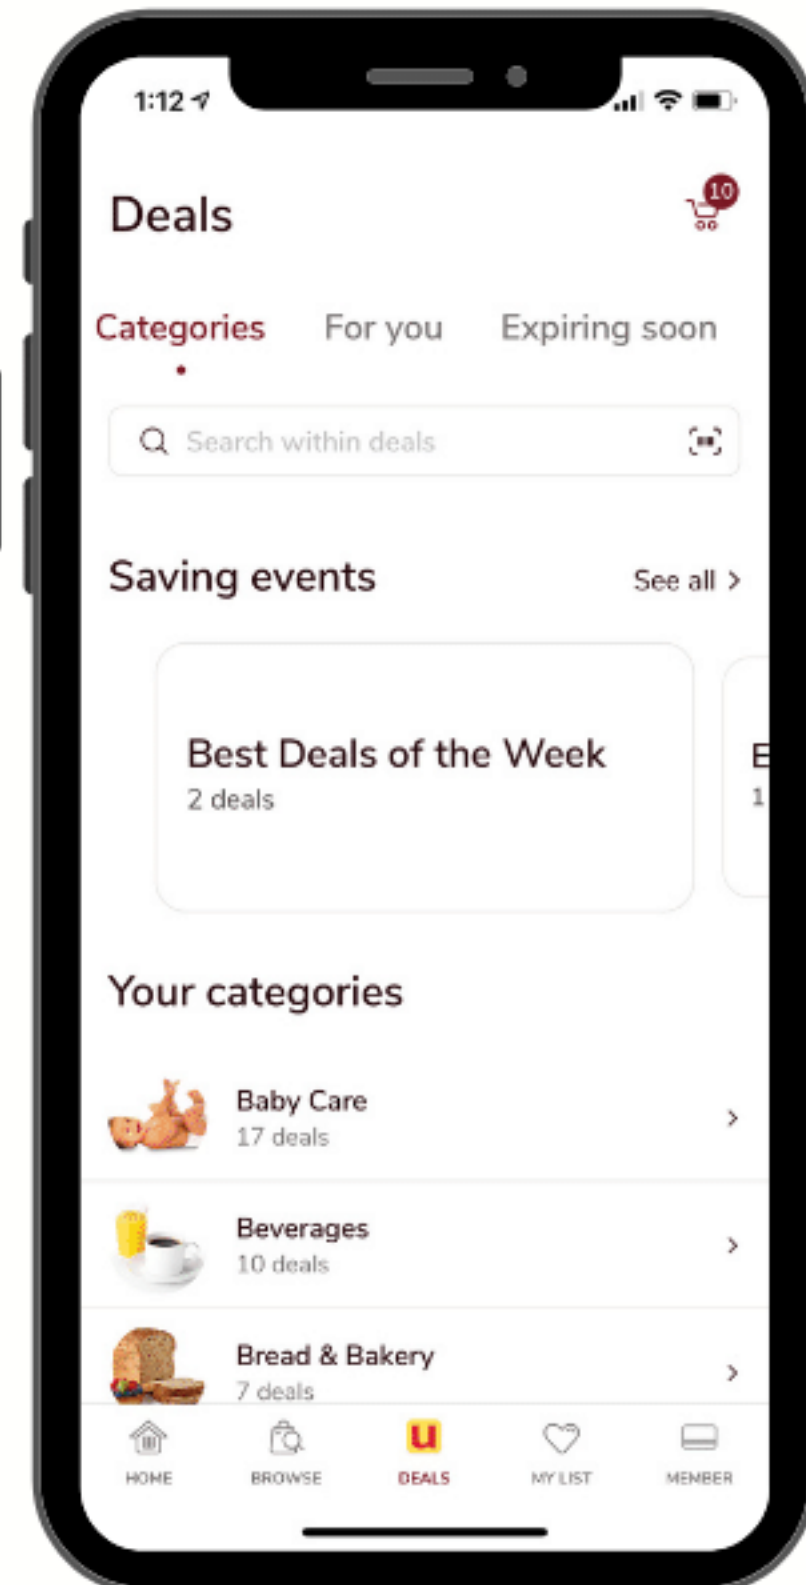 1:12
Deals
10
Categories For you Expiring soon
Search within deals
Saving events See all >
Best Deals of the Week
2 deals
E
1
Your categories
Baby Care
17 deals
Beverages
10 deals
Bread & Bakery
7 deals
u
HOME BROWSE DEALS MY LIST MEMBER